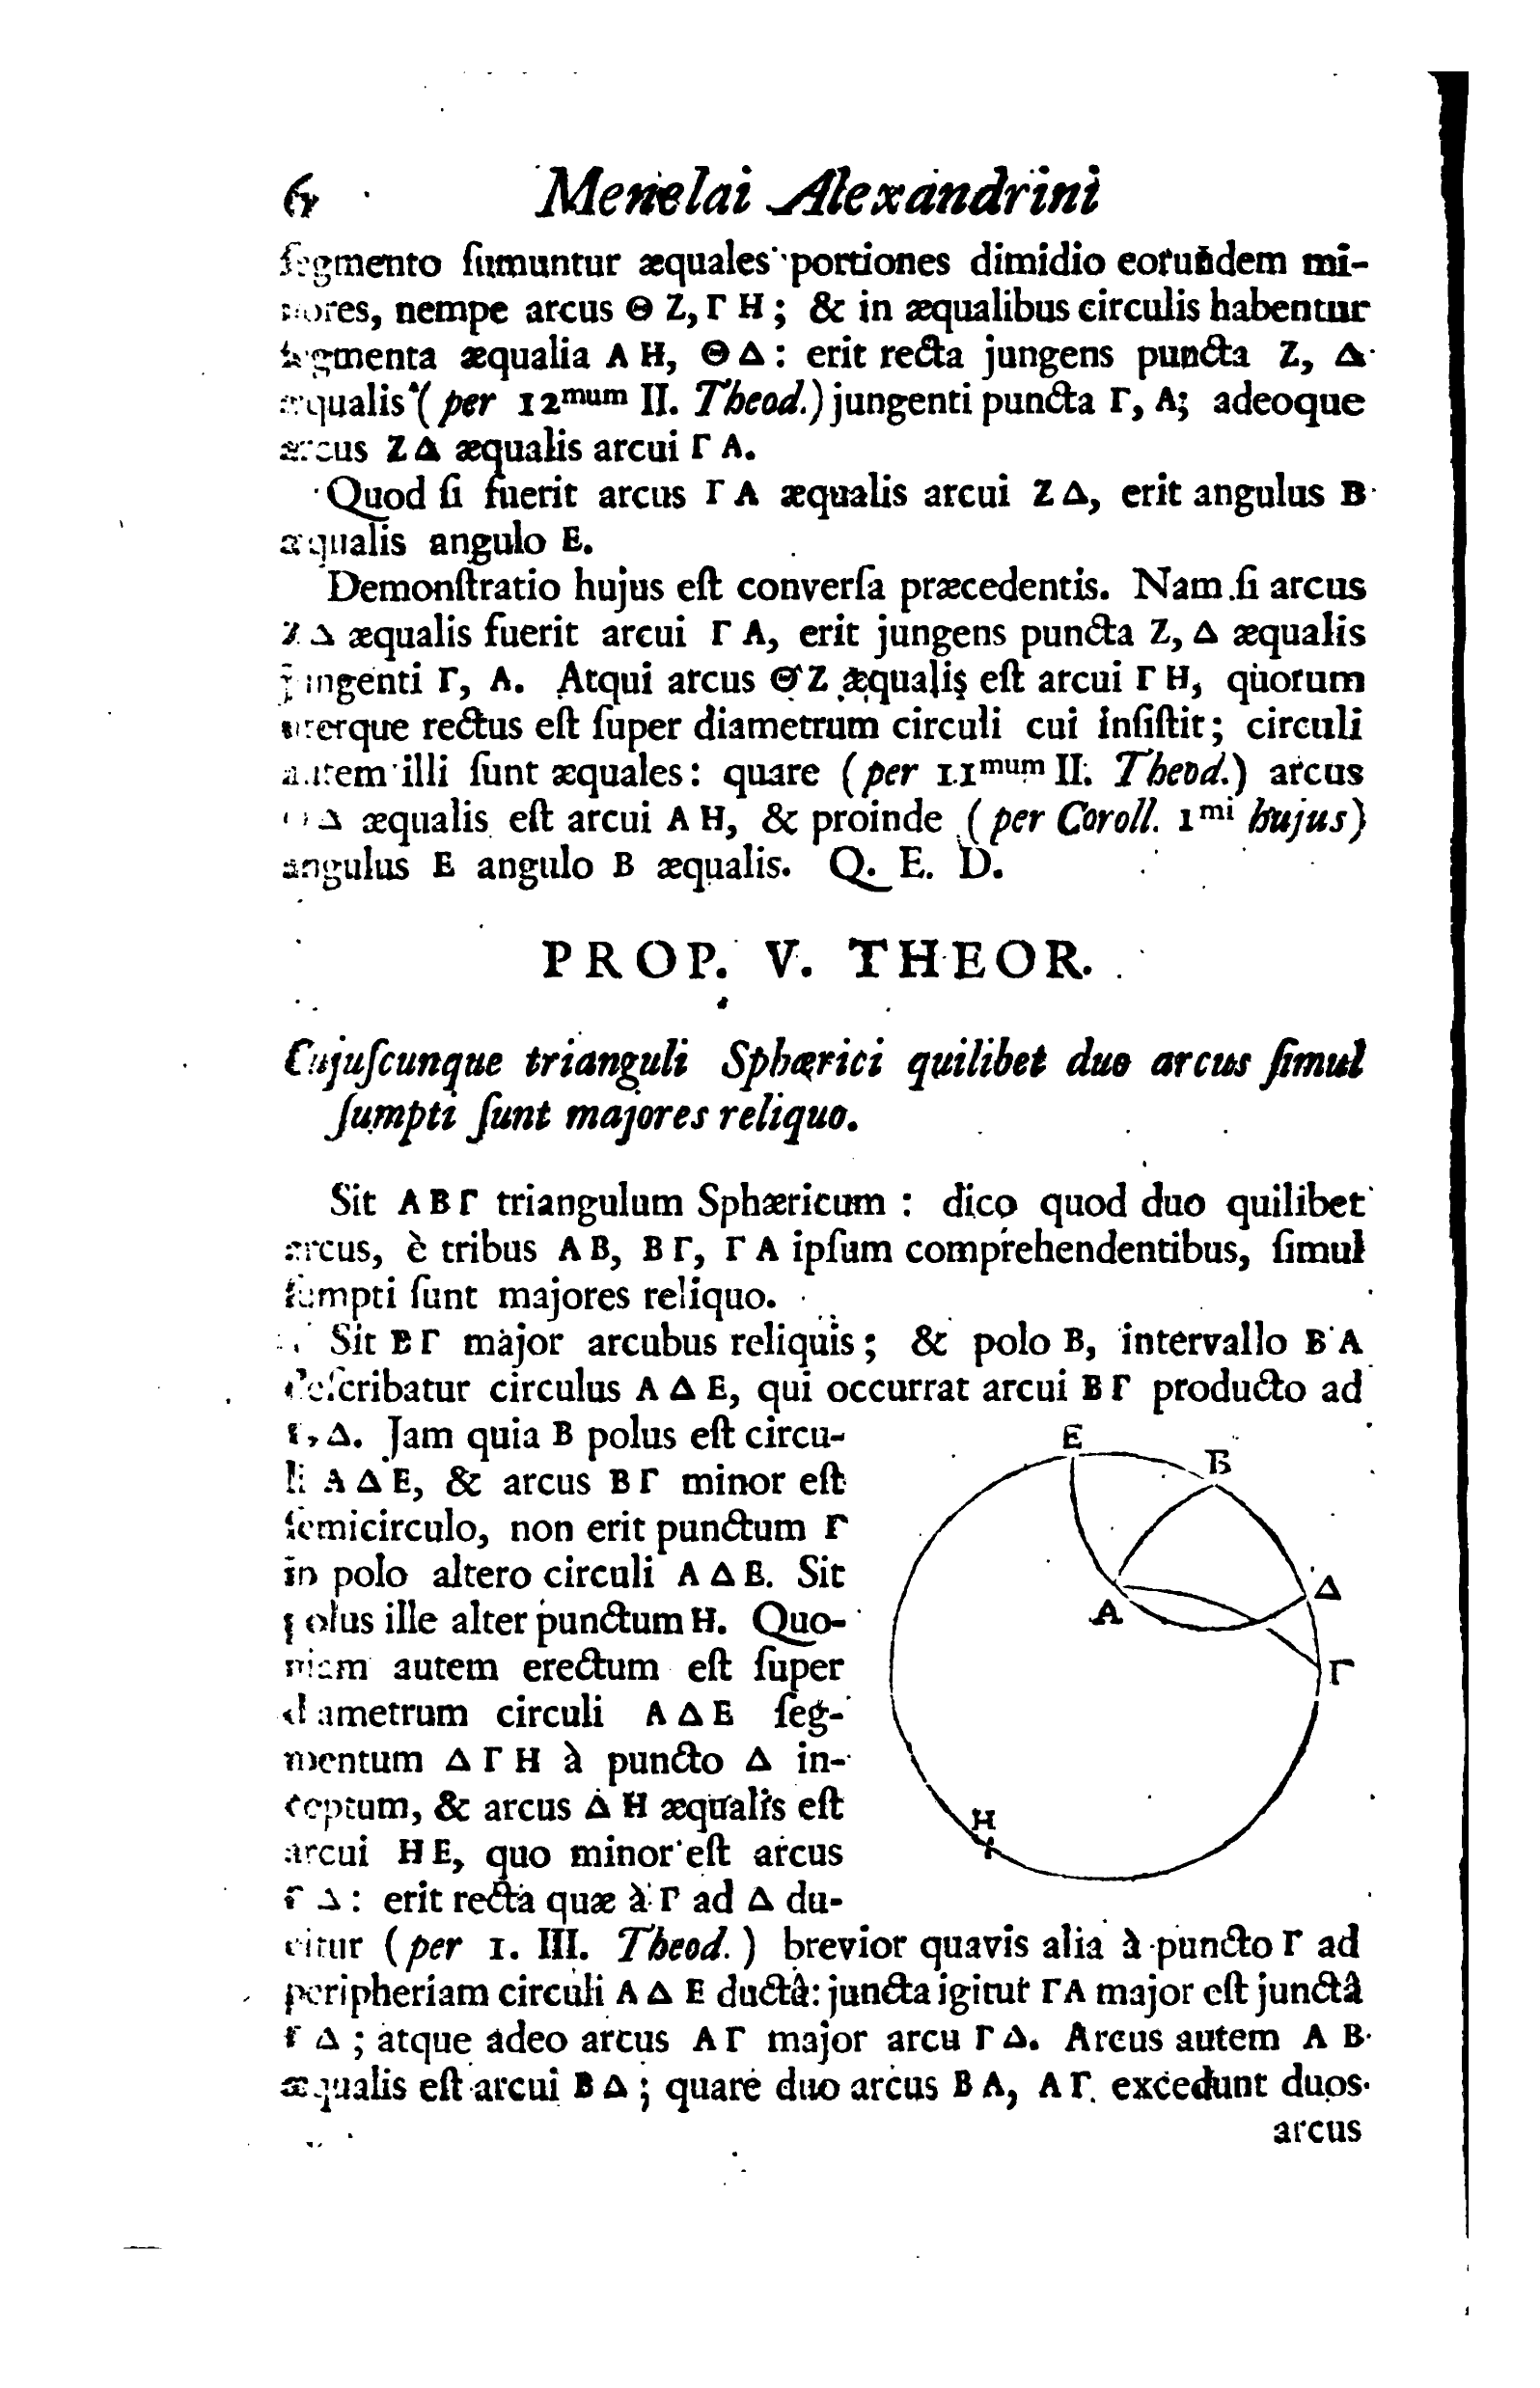 6 Menelai Alexandrini
ſegmento ſumuntur æquales portiones dimidio eorundem mi-
nores, nempe arcus Θ Ζ, Γ Η; & in æqualibus circulis habentur
ſegmenta æqualia Α Η, Θ Δ: erit recta jungens puncta Ζ, Δ
æqualis (per 12mum II. Theod.) jungenti puncta Γ, Α; adeoque
arcus Ζ Δ æqualis arcui Γ Α.
Quod ſi fuerit arcus Γ Α æqualis arcui Ζ Δ, erit angulus Β
æqualis angulo Ε.
Demonſtratio hujus eſt converſa præcedentis. Nam ſi arcus
Ζ Δ æqualis fuerit arcui Γ Α, erit jungens puncta Ζ, Δ æqualis
jungenti Γ, Α. Atqui arcus Θ Ζ æqualis eſt arcui Γ Η, quorum
uterque rectus eſt ſuper diametrum circuli cui inſiſtit; circuli
autem illi ſunt æquales: quare (per 11mum II. Theod.) arcus
Θ Δ æqualis eſt arcui Α Η, & proinde (per Coroll. 1mi hujus)
angulus Ε angulo Β æqualis. Q. E. D.
PROP. V. THEOR.
Cujuſcunque trianguli Sphærici quilibet duo arcus ſimul
ſumpti ſunt majores reliquo.
Sit Α Β Γ triangulum Sphæricum : dico quod duo quilibet
arcus, è tribus Α Β, Β Γ, Γ Α ipſum comprehendentibus, ſimul
ſumpti ſunt majores reliquo.
Sit Β Γ major arcubus reliquis; & polo Β, intervallo Β Α
deſcribatur circulus Α Δ Ε, qui occurrat arcui Β Γ producto ad
Ε, Δ. Jam quia Β polus eſt circu-
li Α Δ Ε, & arcus Β Γ minor eſt
ſemicirculo, non erit punctum Γ
in polo altero circuli Α Δ Ε. Sit
polus ille alter punctum Η. Quo-
niam autem erectum eſt ſuper
diametrum circuli Α Δ Ε ſeg-
mentum Δ Γ Η à puncto Δ in-
ceptum, & arcus Δ Η æqualis eſt
arcui Η Ε, quo minor eſt arcus
Γ Δ: erit recta quæ à Γ ad Δ du-
citur (per 1. III. Theod.) brevior quavis alia à puncto Γ ad
peripheriam circuli Α Δ Ε ductâ: juncta igitur Γ Α major eſt junctâ
Γ Δ; atque adeo arcus Α Γ major arcu Γ Δ. Arcus autem Α Β
æqualis eſt arcui Β Δ; quare duo arcus Β Α, Α Γ excedunt duos
arcus
Ε
Β
Δ
Α
Γ
Η